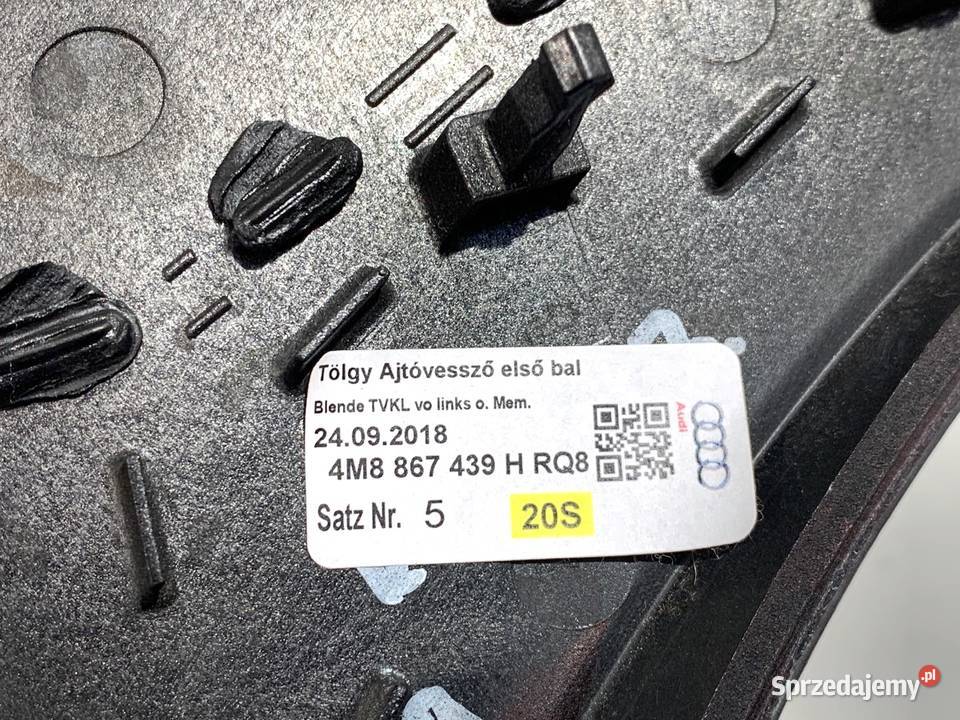 Tölgy Ajtóvessző első bal
Blende TVKL vo links o. Mem.
24.09.2018
4M8 867 439 H RQ8
Satz Nr. 5
20S
Audi
Sprzedajemy.pl